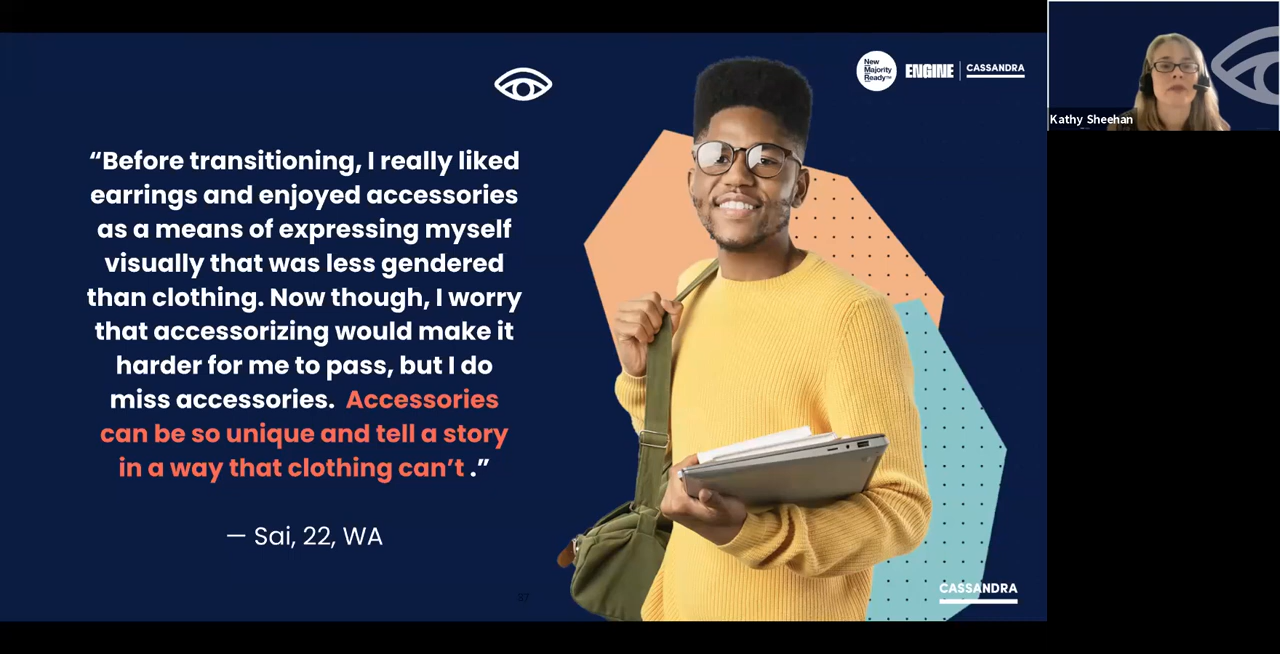 New
Majority
Ready™
ENGINE
CASSANDRA
Kathy Sheehan
“Before transitioning, I really liked
earrings and enjoyed accessories
as a means of expressing myself
visually that was less gendered
than clothing. Now though, I worry
that accessorizing would make it
harder for me to pass, but I do
miss accessories. Accessories
can be so unique and tell a story
in a way that clothing can’t .”
— Sai, 22, WA
37
CASSANDRA